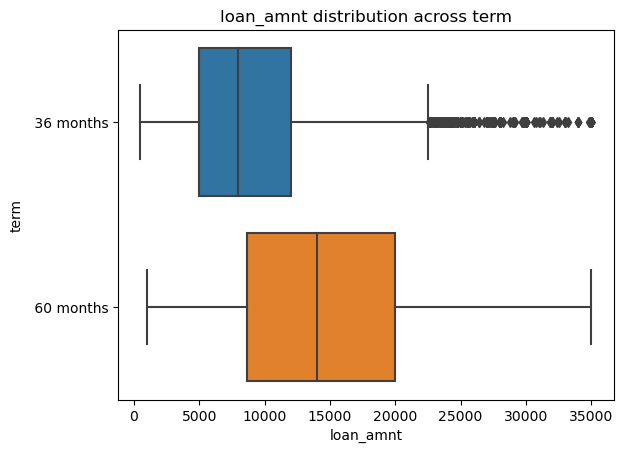 loan_amnt distribution across term
36 months
60 months
term
0 5000 10000 15000 20000 25000 30000 35000
loan_amnt